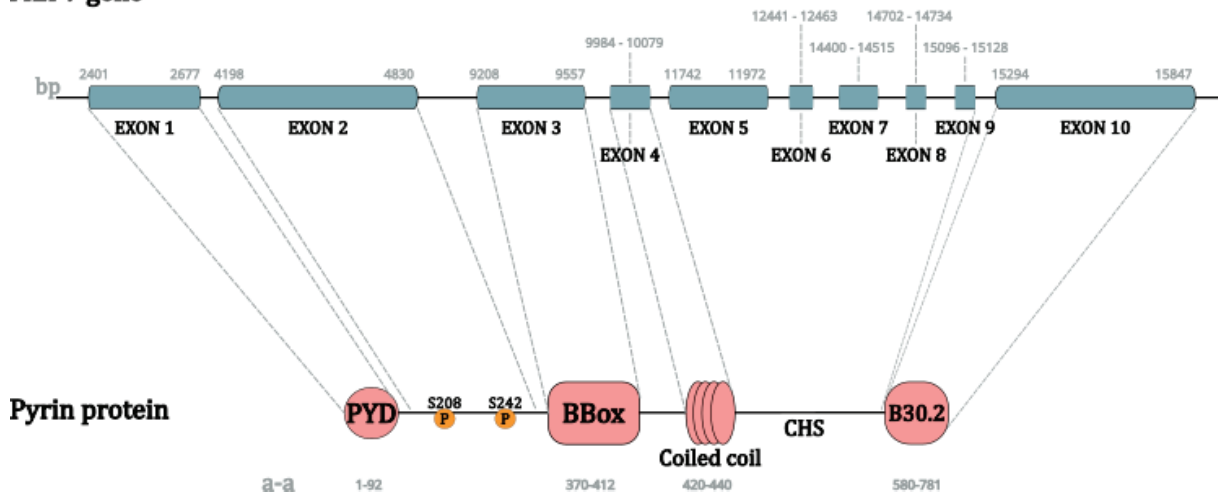 12441 - 12463 14702 - 14734
9984 - 10079 14400 - 14515 15096 - 15128
2401 2677 4198 4830 9208 9557 11742 11972 15294 15847
bp
EXON 1 EXON 2 EXON 3 EXON 5 EXON 7 EXON 9 EXON 10
EXON 4 EXON 6 EXON 8
S208 S242
Pyrin protein PYD P P BBox B30.2
CHS
Coiled coil
a-a 1-92 370-412 420-440 580-781